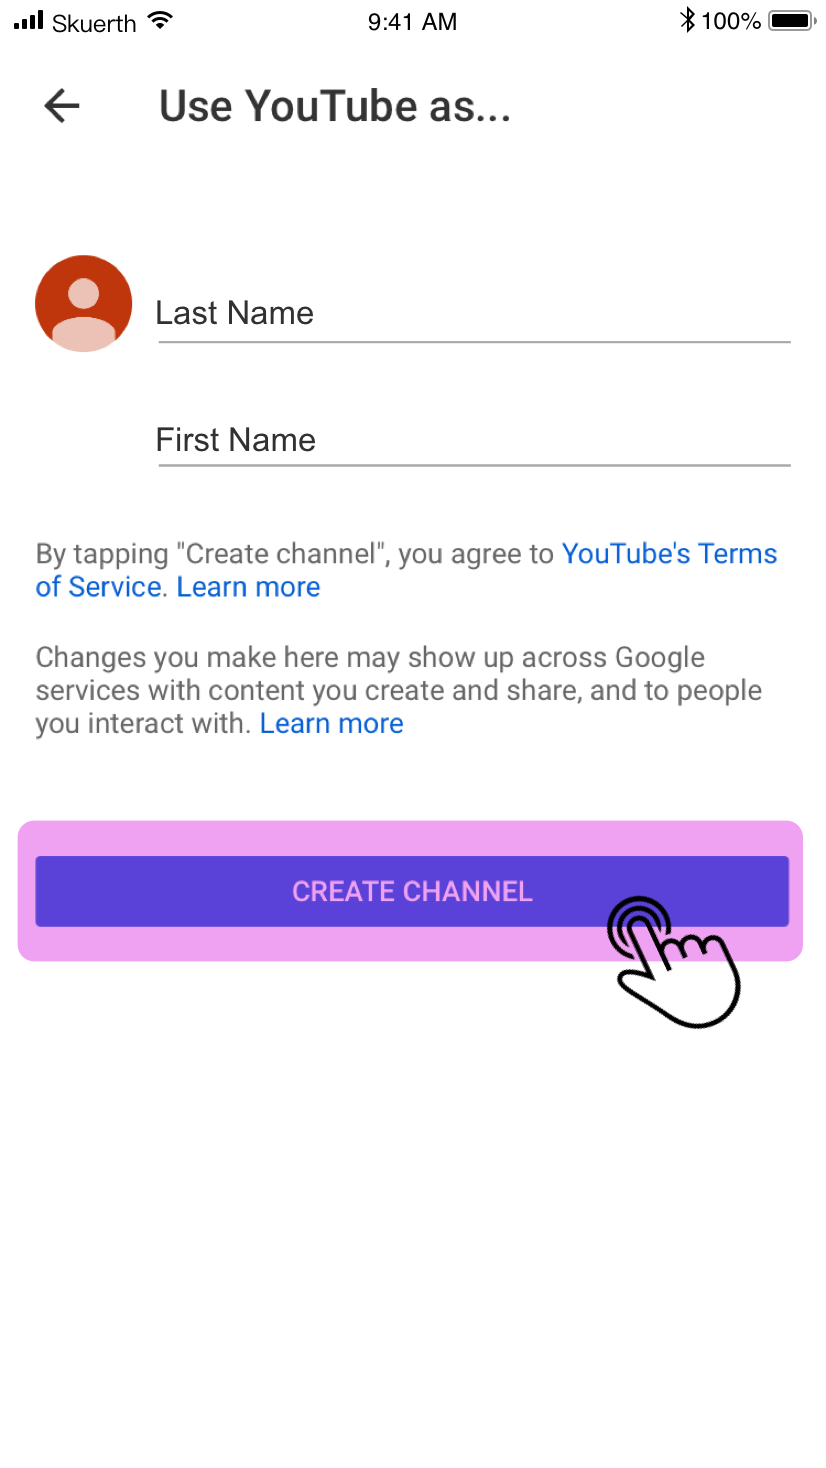 Skuerth 9:41 AM 100%
Use YouTube as...
Last Name
First Name
By tapping "Create channel", you agree to YouTube's Terms
of Service. Learn more
Changes you make here may show up across Google
services with content you create and share, and to people
you interact with. Learn more
CREATE CHANNEL